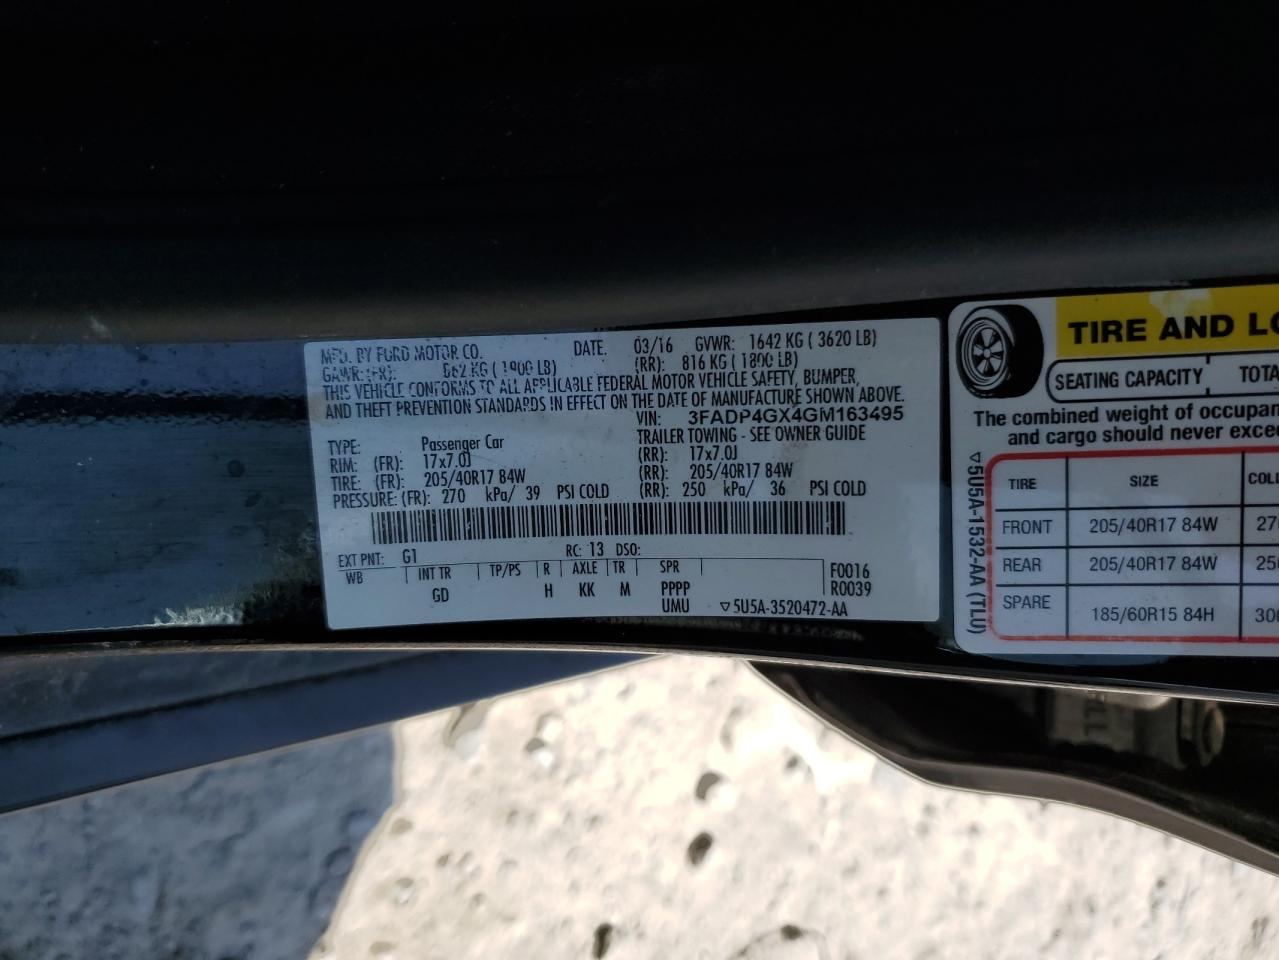 MFD. BY FORD MOTOR CO. DATE: 03/16 GVWR: 1642 KG ( 3620 LB)
GAWR: (FR): 862 KG ( 1900 LB) (RR): 816 KG ( 1800 LB)
THIS VEHICLE CONFORMS TO ALL APPLICABLE FEDERAL MOTOR VEHICLE SAFETY, BUMPER,
AND THEFT PREVENTION STANDARDS IN EFFECT ON THE DATE OF MANUFACTURE SHOWN ABOVE.
VIN: 3FADP4GX4GM163495
TYPE: Passenger Car TRAILER TOWING - SEE OWNER GUIDE
RIM: (FR): 17x7.0J (RR): 17x7.0J
TIRE: (FR): 205/40R17 84W (RR): 205/40R17 84W
PRESSURE: (FR): 270 kPa/ 39 PSI COLD (RR): 250 kPa/ 36 PSI COLD
EXT PNT: G1 RC: 13 DSO:
WB INT TR TP/PS R AXLE TR SPR F0016
GD H KK M PPPP R0039
UMU ▽5U5A-3520472-AA
TIRE AND
SEATING CAPACITY
The combined weight of
and cargo should never
▽5U5A-1532-AA (TLU)
TIRE SIZE
FRONT 205/40R17 84W
REAR 205/40R17 84W
SPARE 185/60R15 84H